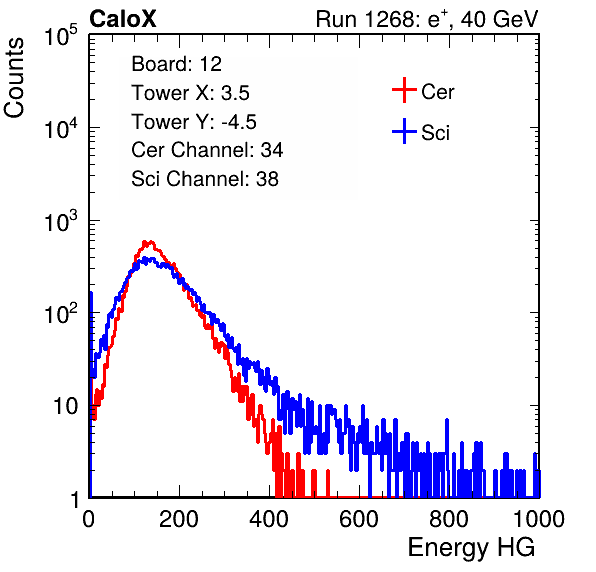 CaloX Run 1268: e⁺, 40 GeV
Board: 12
Tower X: 3.5
Tower Y: -4.5
Cer Channel: 34
Sci Channel: 38
Cer
Sci
Counts
10⁵
10⁴
10³
10²
10
1
0 200 400 600 800 1000
Energy HG